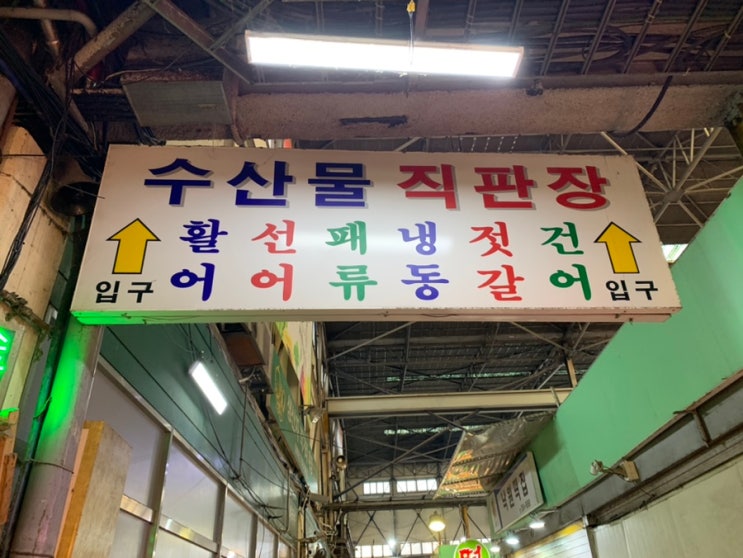 수산물 직판장
활어 선어 패류 냉동 젓갈 건어
입구 입구
떡